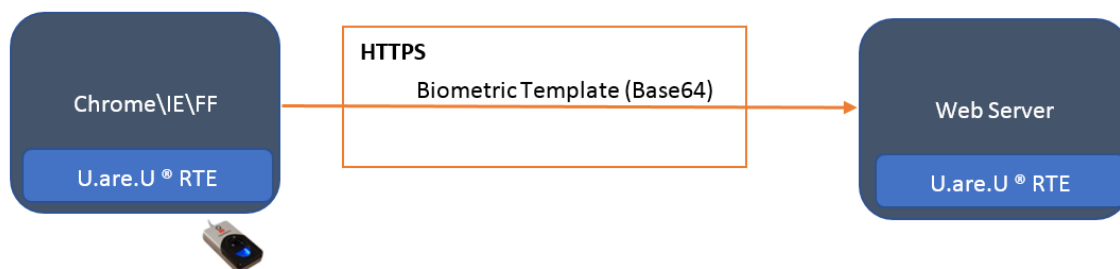 HTTPS
Biometric Template (Base64)
Chrome\IE\FF
Web Server
U.are.U ® RTE
U.are.U ® RTE